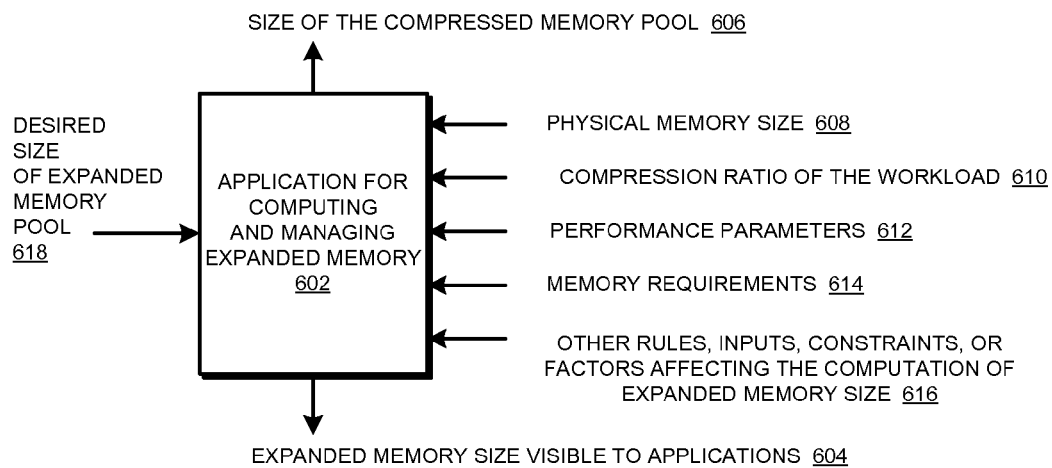 SIZE OF THE COMPRESSED MEMORY POOL 606
DESIRED
SIZE
OF EXPANDED
MEMORY
POOL
618
APPLICATION FOR
COMPUTING
AND MANAGING
EXPANDED MEMORY
602
PHYSICAL MEMORY SIZE 608
COMPRESSION RATIO OF THE WORKLOAD 610
PERFORMANCE PARAMETERS 612
MEMORY REQUIREMENTS 614
OTHER RULES, INPUTS, CONSTRAINTS, OR
FACTORS AFFECTING THE COMPUTATION OF
EXPANDED MEMORY SIZE 616
EXPANDED MEMORY SIZE VISIBLE TO APPLICATIONS 604